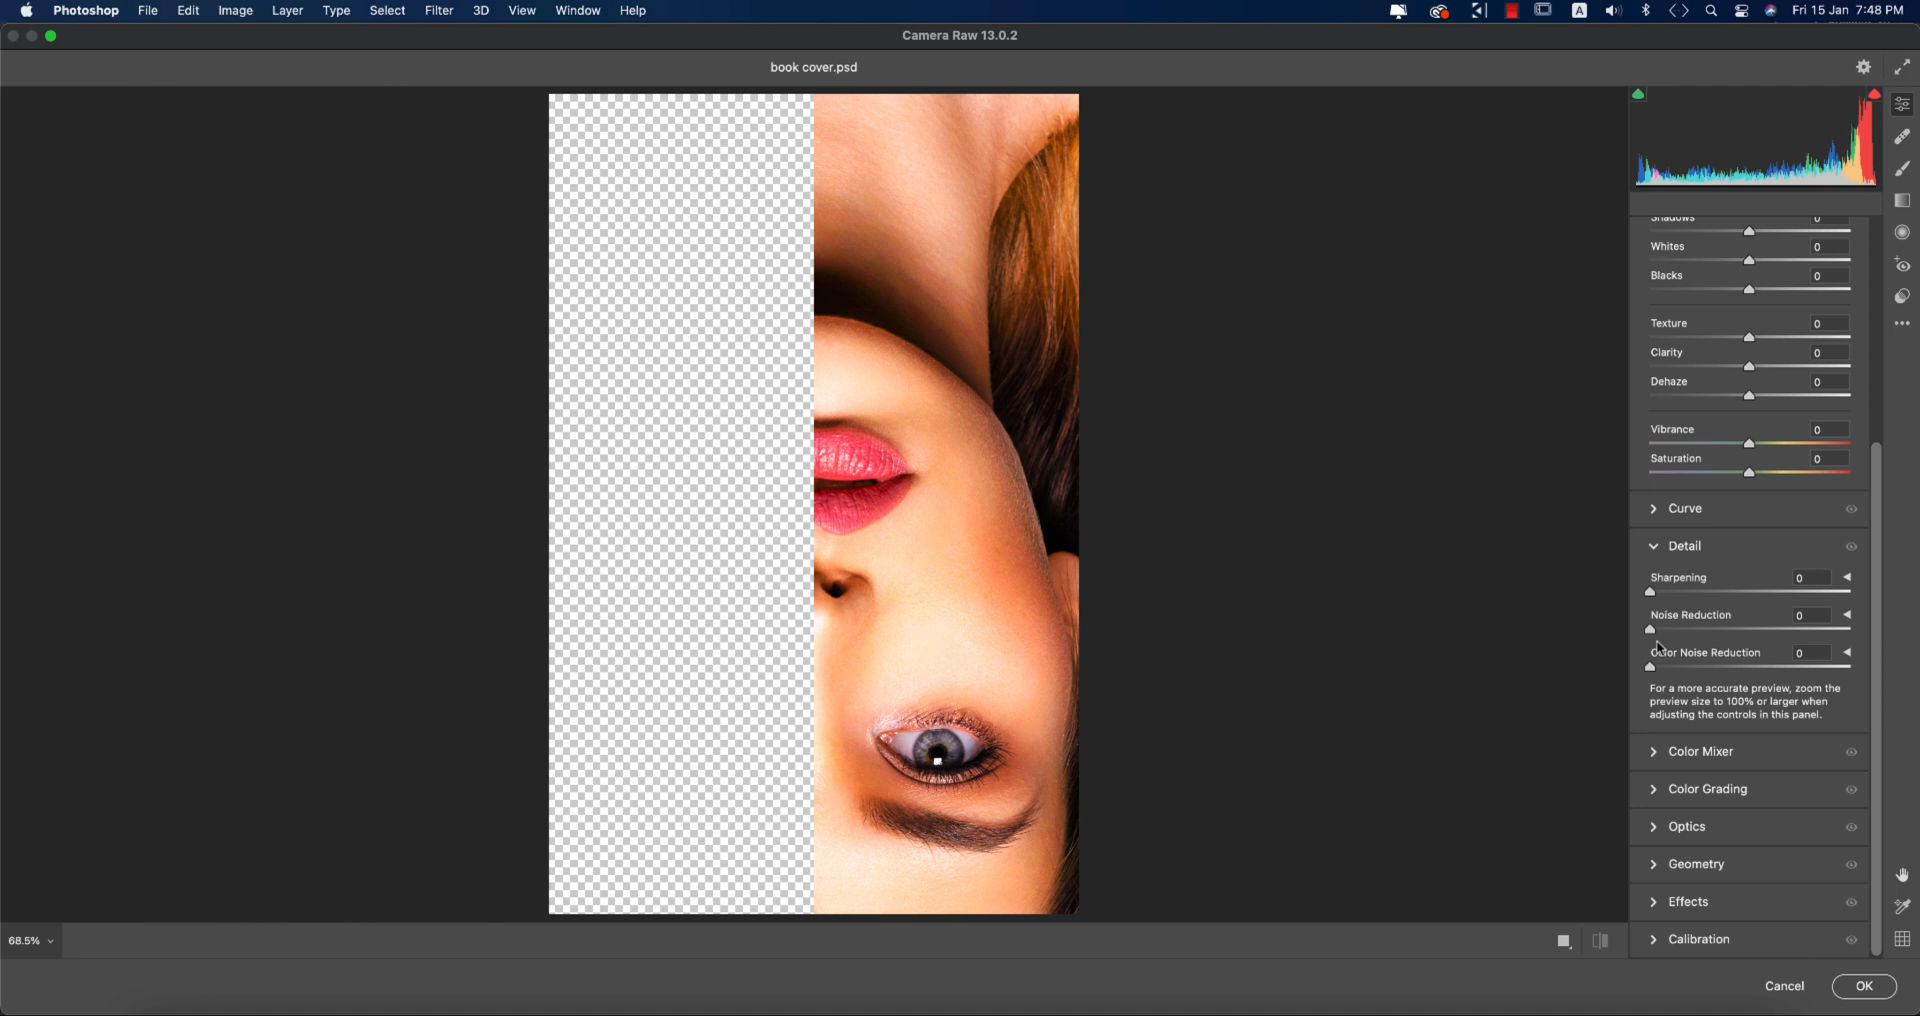 Photoshop File Edit Image Layer Type Select Filter 3D View Window Help A Fri 15 Jan 7:48 PM
Camera Raw 13.0.2
book cover.psd
Shadows 0
Whites 0
Blacks 0
Texture 0
Clarity 0
Dehaze 0
Vibrance 0
Saturation 0
Curve
Detail
Sharpening 0
Noise Reduction 0
Color Noise Reduction 0
For a more accurate preview, zoom the
preview size to 100% or larger when
adjusting the controls in this panel.
Color Mixer
Color Grading
Optics
Geometry
Effects
Calibration
68.5%
Cancel OK